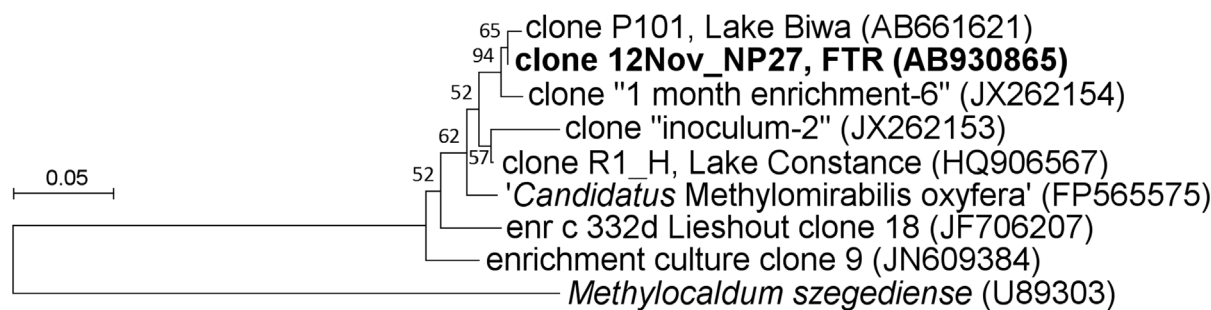 65
clone P101, Lake Biwa (AB661621)
94
clone 12Nov_NP27, FTR (AB930865)
52
clone "1 month enrichment-6" (JX262154)
clone "inoculum-2" (JX262153)
62
57
clone R1_H, Lake Constance (HQ906567)
52
0.05
'Candidatus Methylomirabilis oxyfera' (FP565575)
enr c 332d Lieshout clone 18 (JF706207)
enrichment culture clone 9 (JN609384)
Methylocaldum szegediense (U89303)